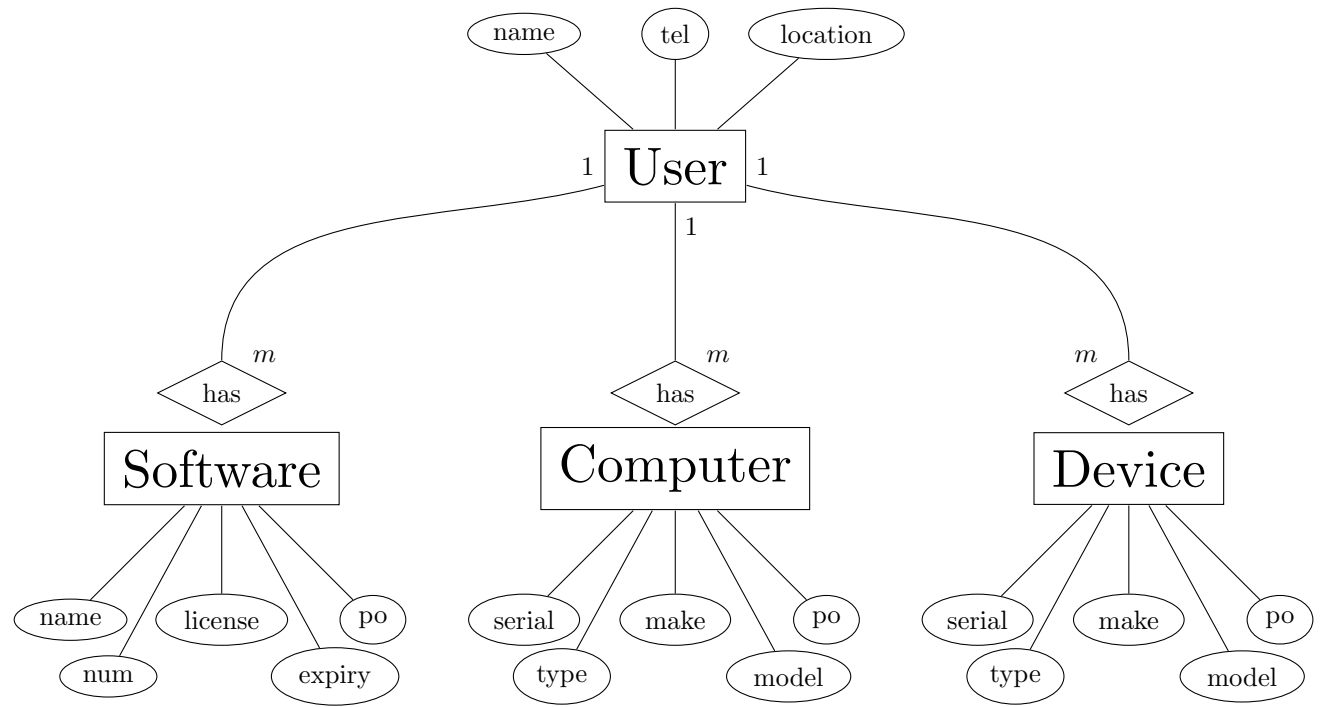 name tel location
1 User 1
1
m m m
has has has
Software Computer Device
name license po serial make po serial make po
num expiry type model type model